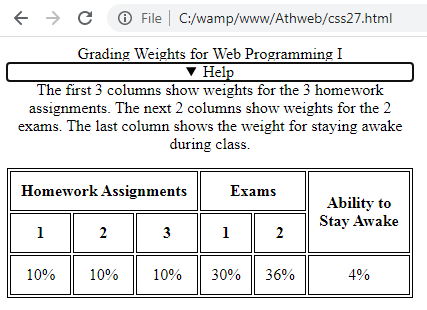 File | C:/wamp/www/Athweb/css27.html
Grading Weights for Web Programming I
▼ Help
The first 3 columns show weights for the 3 homework
assignments. The next 2 columns show weights for the 2
exams. The last column shows the weight for staying awake
during class.
Homework Assignments Exams Ability to
Stay Awake
1 2 3 1 2
10% 10% 10% 30% 36% 4%